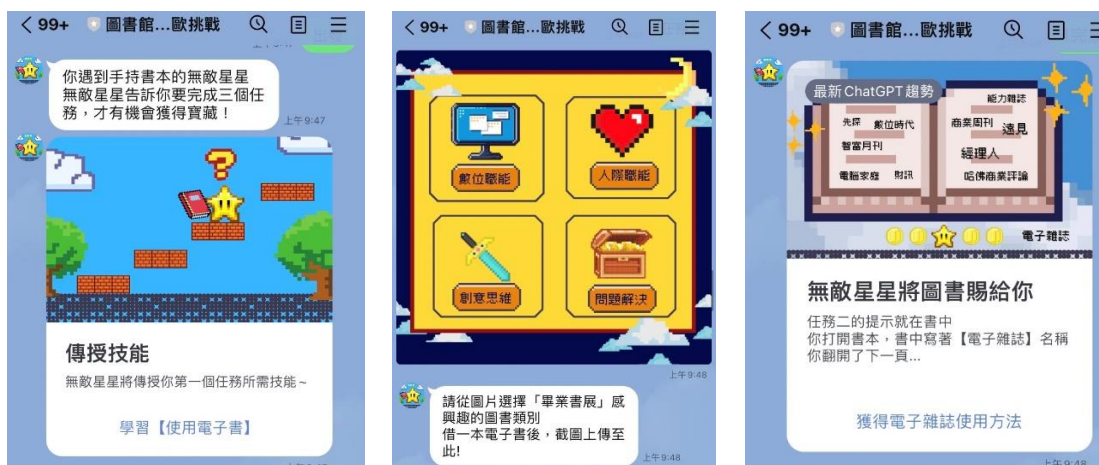 99+ 圖書館...歐挑戰
你遇到手持書本的無敵星星
無敵星星告訴你要完成三個任
務，才有機會獲得寶藏！
上午9:47
傳授技能
無敵星星將傳授你第一個任務所需技能~
學習【使用電子書】
99+ 圖書館...歐挑戰
數位職能
人際職能
創意思維
問題解決
上午9:48
請從圖片選擇「畢業書展」感
興趣的圖書類別
借一本電子書後，截圖上傳至
此!
上午9:48
99+ 圖書館...歐挑戰
最新ChatGPT趨勢
先探 數位時代
智富月刊
電腦家庭 財訊
能力雜誌
商業周刊 遠見
經理人
哈佛商業評論
電子雜誌
無敵星星將圖書賜給你
任務二的提示就在書中
你打開書本，書中寫著【電子雜誌】名稱
你翻開了下一頁...
獲得電子雜誌使用方法
上午9:48